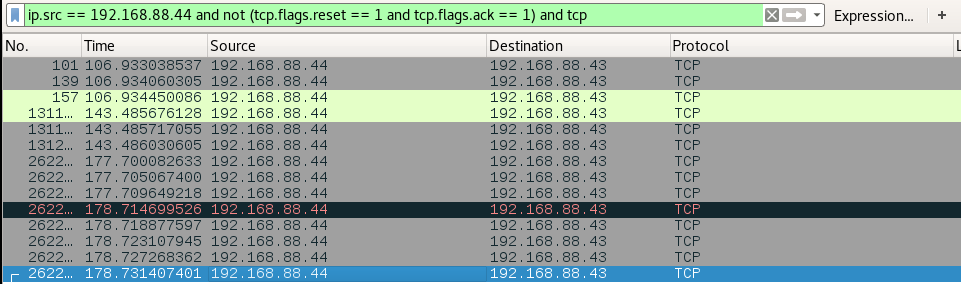 ip.src == 192.168.88.44 and not (tcp.flags.reset == 1 and tcp.flags.ack == 1) and tcp Expression... +
No. Time Source Destination Protocol L
101 106.933038537 192.168.88.44 192.168.88.43 TCP
139 106.934060305 192.168.88.44 192.168.88.43 TCP
157 106.934450086 192.168.88.44 192.168.88.43 TCP
1311... 143.485676128 192.168.88.44 192.168.88.43 TCP
1311... 143.485717055 192.168.88.44 192.168.88.43 TCP
1312... 143.486030605 192.168.88.44 192.168.88.43 TCP
2622... 177.700082633 192.168.88.44 192.168.88.43 TCP
2622... 177.705067400 192.168.88.44 192.168.88.43 TCP
2622... 177.709649218 192.168.88.44 192.168.88.43 TCP
2622... 178.714699526 192.168.88.44 192.168.88.43 TCP
2622... 178.718877597 192.168.88.44 192.168.88.43 TCP
2622... 178.723107945 192.168.88.44 192.168.88.43 TCP
2622... 178.727268362 192.168.88.44 192.168.88.43 TCP
2622... 178.731407401 192.168.88.44 192.168.88.43 TCP